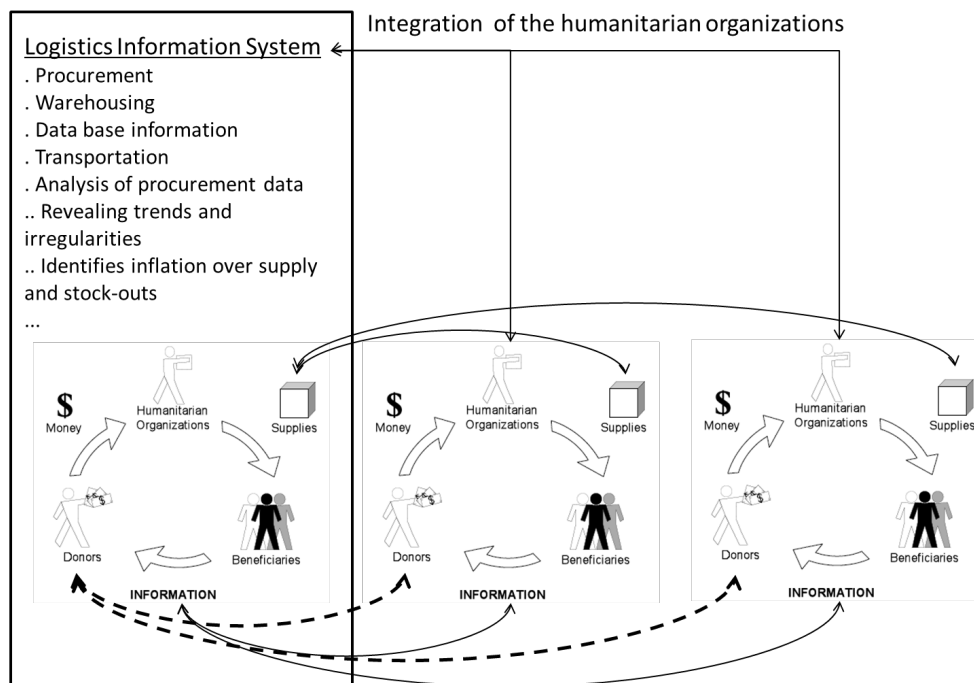 Integration of the humanitarian organizations
Logistics Information System
. Procurement
. Warehousing
. Data base information
. Transportation
. Analysis of procurement data
.. Revealing trends and
irregularities
.. Identifies inflation over supply
and stock-outs
...
$
Money
Humanitarian
Organizations
Supplies
Donors
Beneficiaries
INFORMATION
$
Money
Humanitarian
Organizations
Supplies
Donors
Beneficiaries
INFORMATION
$
Money
Humanitarian
Organizations
Supplies
Donors
Beneficiaries
INFORMATION